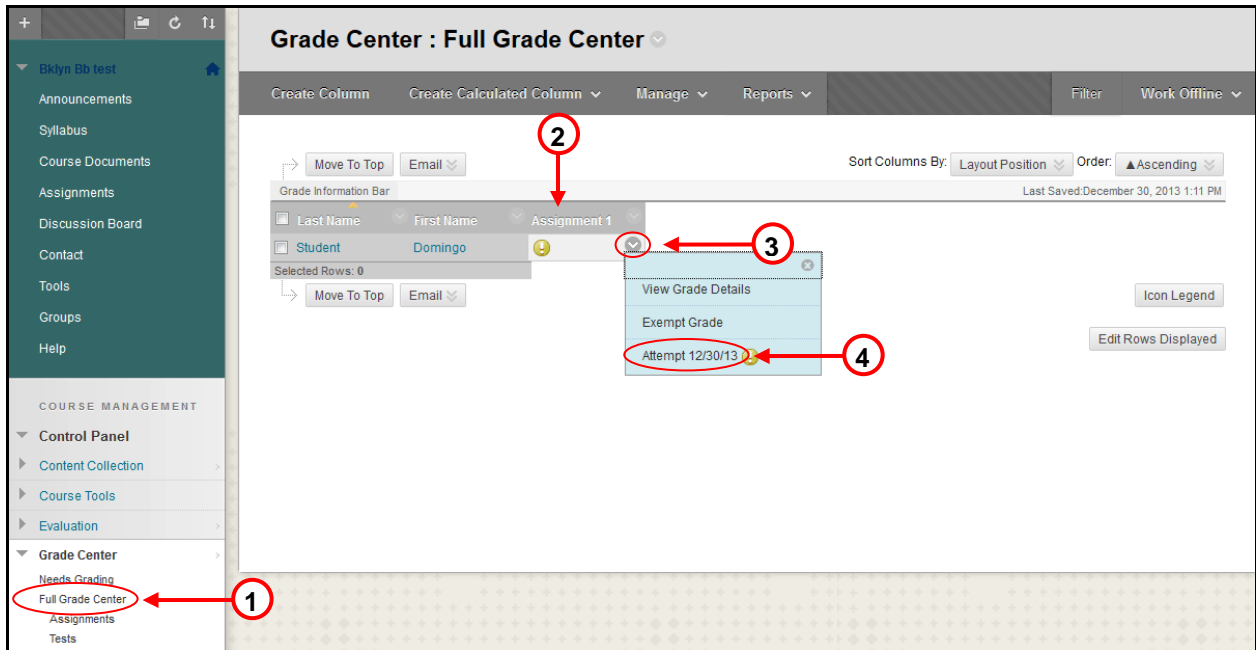 Bklyn Bb test
Announcements
Syllabus
Course Documents
Assignments
Discussion Board
Contact
Tools
Groups
Help
COURSE MANAGEMENT
Control Panel
Content Collection
Course Tools
Evaluation
Grade Center
Needs Grading
Full Grade Center
1
Assignments
Tests
Grade Center : Full Grade Center
Create Column Create Calculated Column Manage Reports Filter Work Offline
2
Move To Top Email Sort Columns By: Layout Position Order: ▲Ascending
Grade Information Bar Last Saved:December 30, 2013 1:11 PM
Last Name First Name Assignment 1
Student Domingo
3
Selected Rows: 0
Move To Top Email
View Grade Details
Exempt Grade
Attempt 12/30/13
4
Icon Legend
Edit Rows Displayed